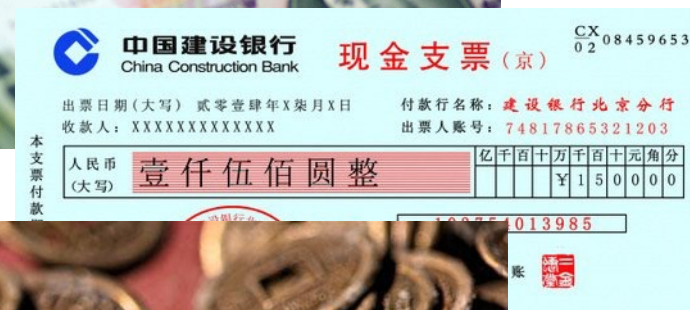 中国建设银行
China Construction Bank
现金支票（京）
CX 08459653
02
出票日期(大写) 贰零壹肆年X柒月X日
付款行名称：建设银行北京分行
收款人：XXXXXXXXXXXXX
出票人账号：74817865321203
本支票付款
人民币
(大写)
壹仟伍佰圆整
亿千百十万千百十元角分
¥150000
4013985
账